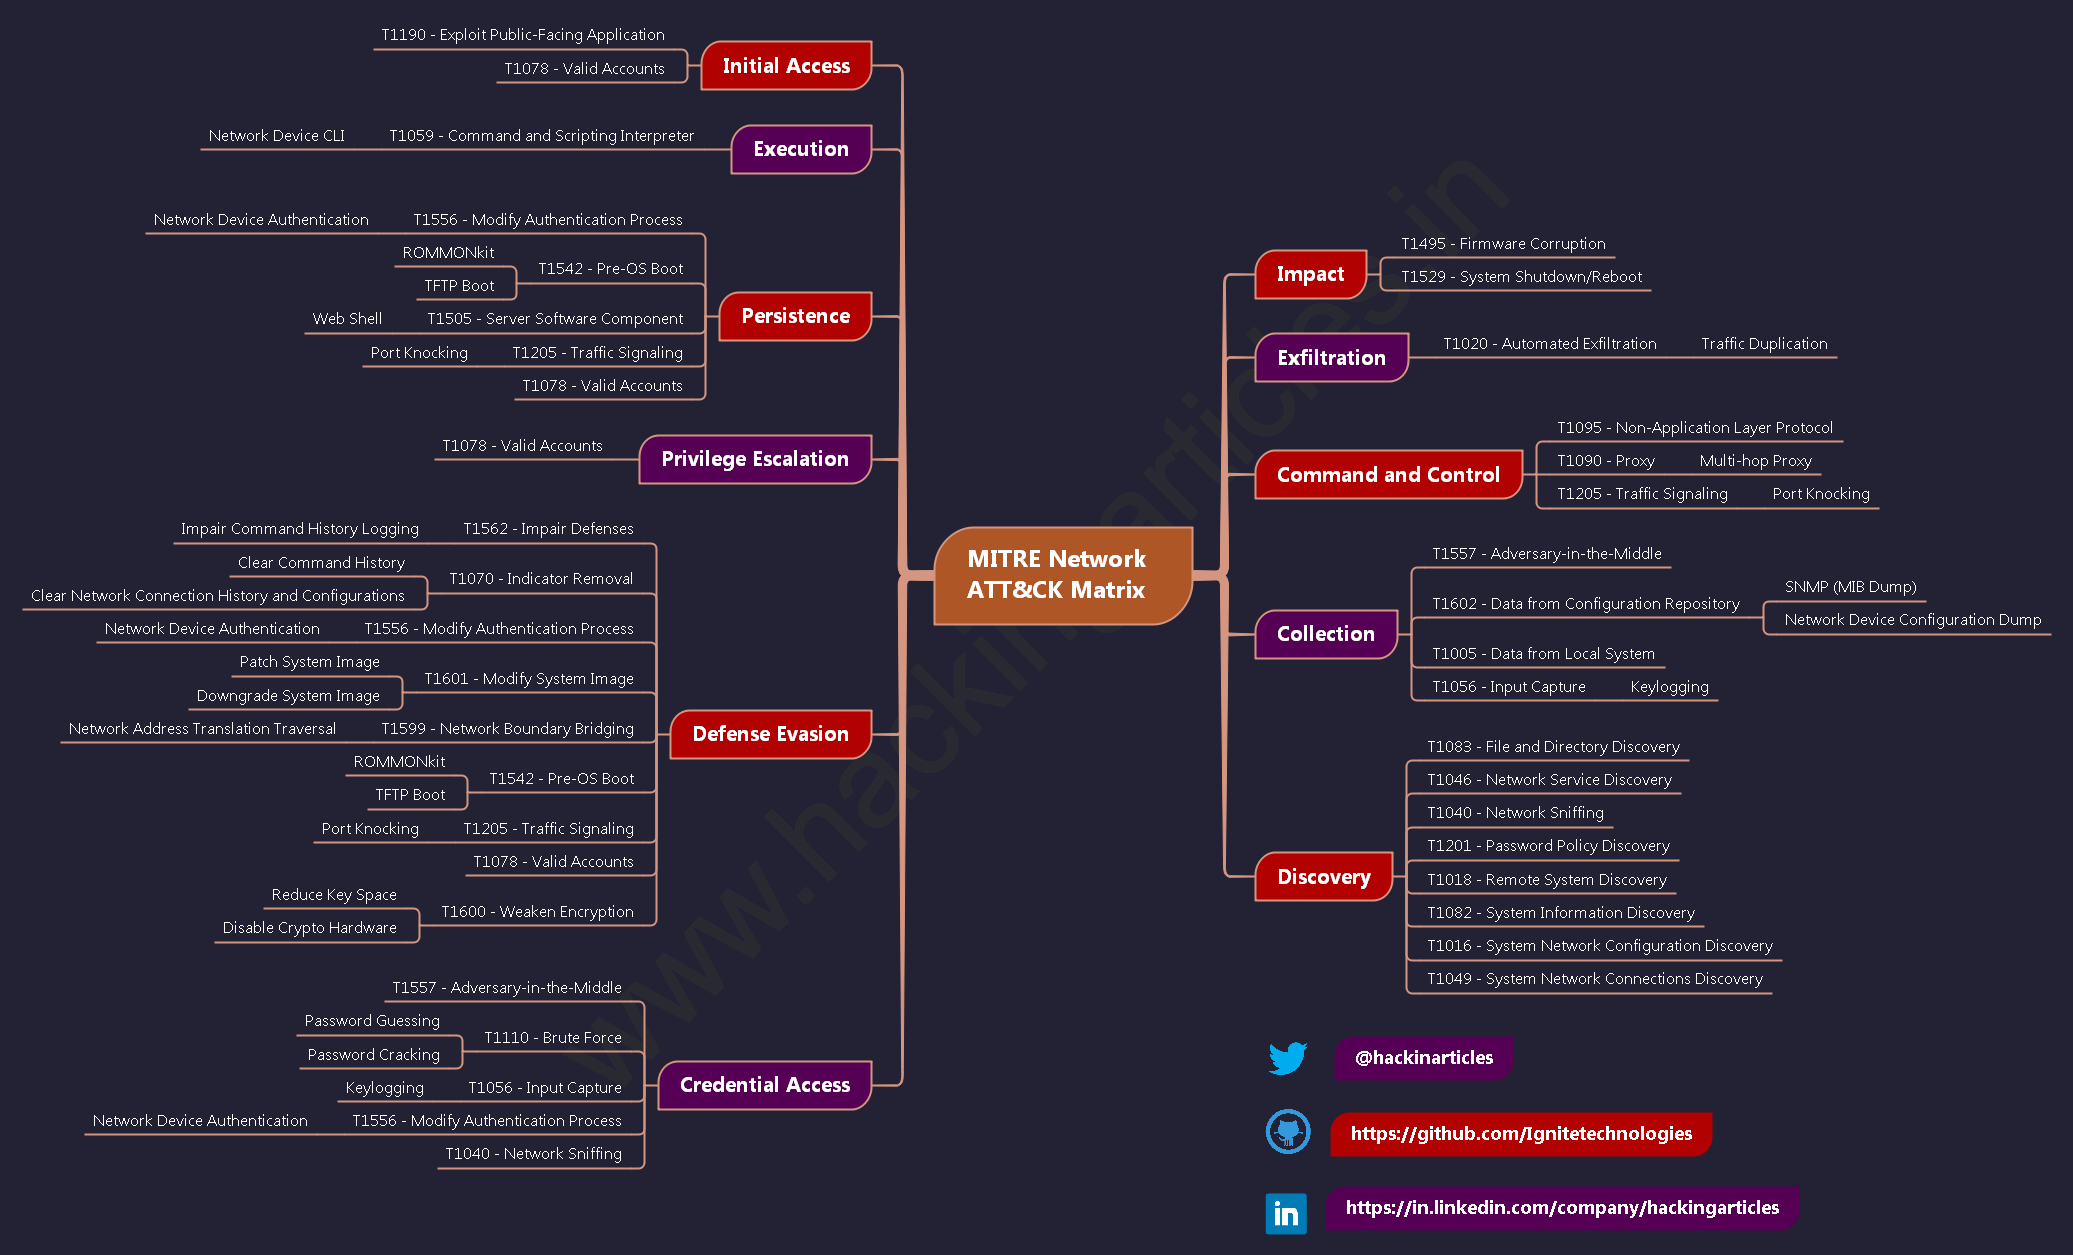 MITRE Network
ATT&CK Matrix
Initial Access
T1190 - Exploit Public-Facing Application
T1078 - Valid Accounts
Execution
T1059 - Command and Scripting Interpreter
Network Device CLI
Persistence
T1556 - Modify Authentication Process
Network Device Authentication
T1542 - Pre-OS Boot
ROMMONkit
TFTP Boot
T1505 - Server Software Component
Web Shell
T1205 - Traffic Signaling
Port Knocking
T1078 - Valid Accounts
Privilege Escalation
T1078 - Valid Accounts
Defense Evasion
T1562 - Impair Defenses
Impair Command History Logging
T1070 - Indicator Removal
Clear Command History
Clear Network Connection History and Configurations
T1556 - Modify Authentication Process
Network Device Authentication
T1601 - Modify System Image
Patch System Image
Downgrade System Image
T1599 - Network Boundary Bridging
Network Address Translation Traversal
T1542 - Pre-OS Boot
ROMMONkit
TFTP Boot
T1205 - Traffic Signaling
Port Knocking
T1078 - Valid Accounts
T1600 - Weaken Encryption
Reduce Key Space
Disable Crypto Hardware
Credential Access
T1557 - Adversary-in-the-Middle
T1110 - Brute Force
Password Guessing
Password Cracking
T1056 - Input Capture
Keylogging
T1556 - Modify Authentication Process
Network Device Authentication
T1040 - Network Sniffing
Impact
T1495 - Firmware Corruption
T1529 - System Shutdown/Reboot
Exfiltration
T1020 - Automated Exfiltration
Traffic Duplication
Command and Control
T1095 - Non-Application Layer Protocol
T1090 - Proxy
Multi-hop Proxy
T1205 - Traffic Signaling
Port Knocking
Collection
T1557 - Adversary-in-the-Middle
T1602 - Data from Configuration Repository
SNMP (MIB Dump)
Network Device Configuration Dump
T1005 - Data from Local System
T1056 - Input Capture
Keylogging
Discovery
T1083 - File and Directory Discovery
T1046 - Network Service Discovery
T1040 - Network Sniffing
T1201 - Password Policy Discovery
T1018 - Remote System Discovery
T1082 - System Information Discovery
T1016 - System Network Configuration Discovery
T1049 - System Network Connections Discovery
@hackinarticles
https://github.com/Ignitetechnologies
in
https://in.linkedin.com/company/hackingarticles
www.hackingarticles.in